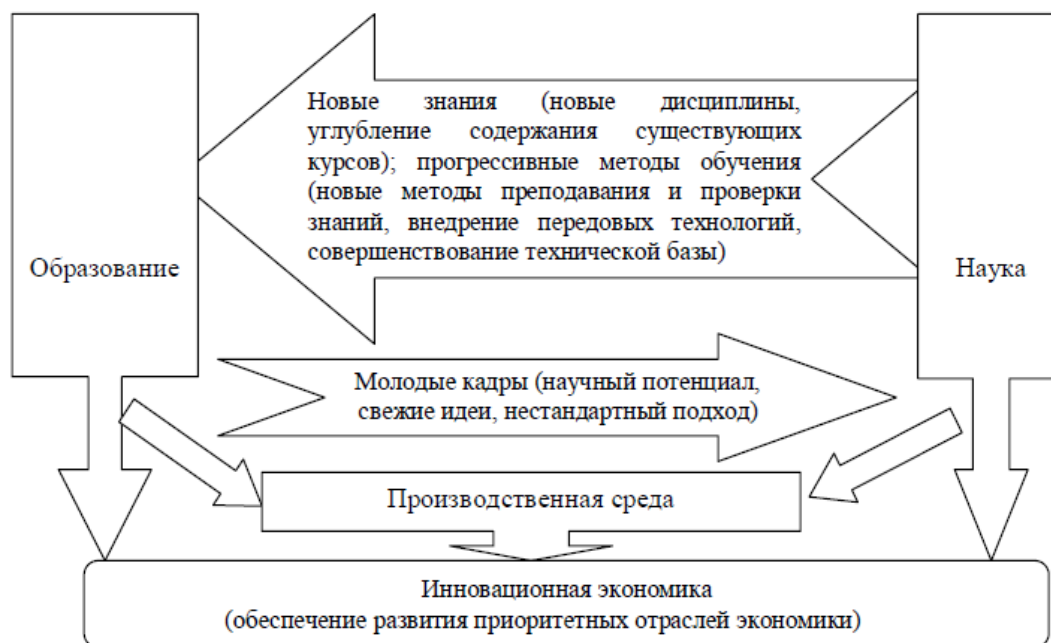 Новые знания (новые дисциплины,
углубление содержания существующих
курсов); прогрессивные методы обучения
(новые методы преподавания и проверки
знаний, внедрение передовых технологий,
совершенствование технической базы)
Образование
Наука
Молодые кадры (научный потенциал,
свежие идеи, нестандартный подход)
Производственная среда
Инновационная экономика
(обеспечение развития приоритетных отраслей экономики)